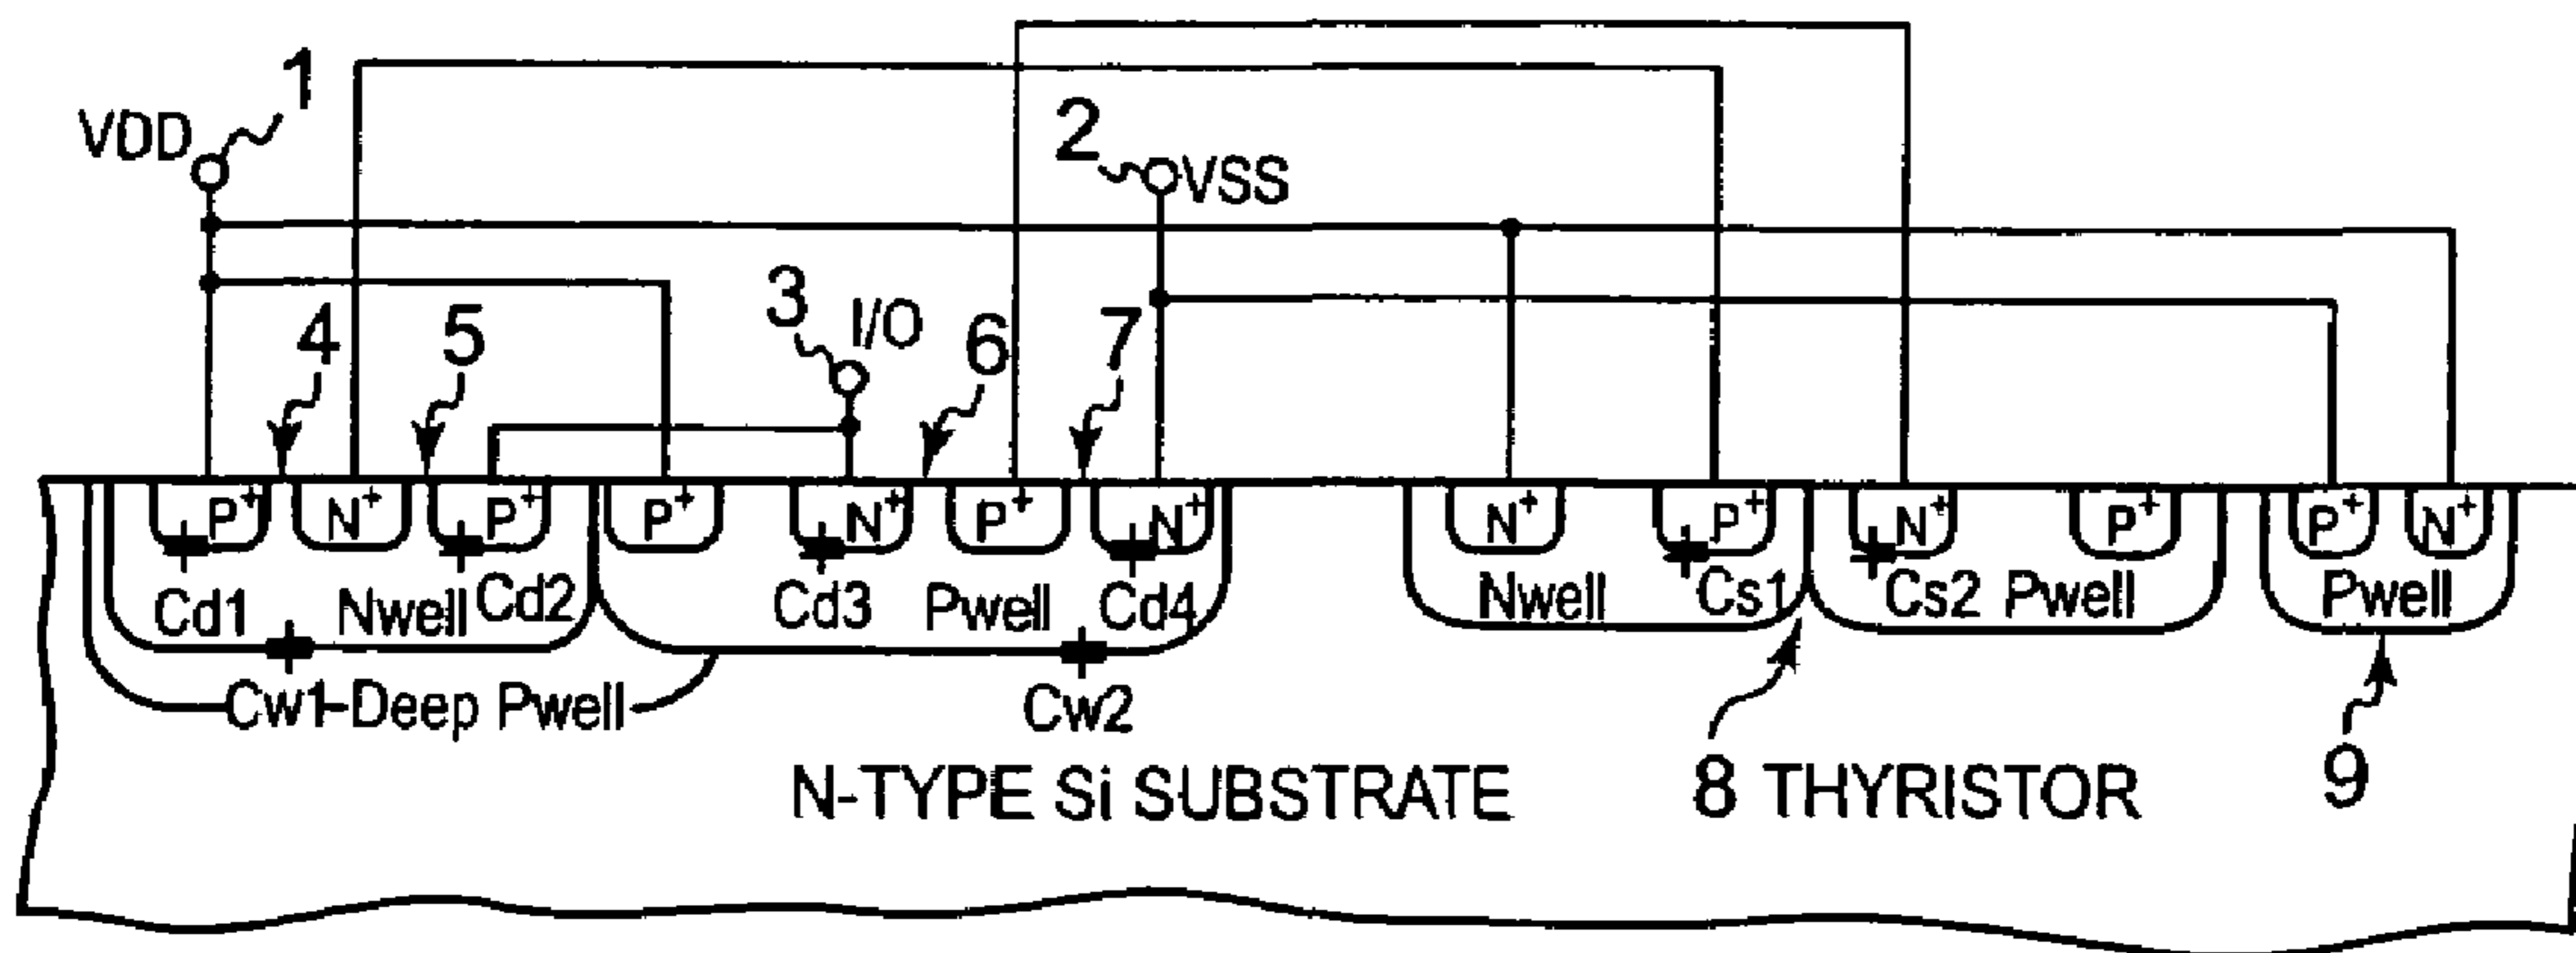 1
VDD
2
VSS
3
I/O
4
5
6
7
P+ N+ P+ P+ N+ P+ N+ N+ P+ N+ P+ P+ N+
Cd1 Nwell Cd2 Cd3 Pwell Cd4 Nwell Cs1 Cs2 Pwell Pwell
Cw1 Deep Pwell Cw2
N-TYPE Si SUBSTRATE
8 THYRISTOR
9